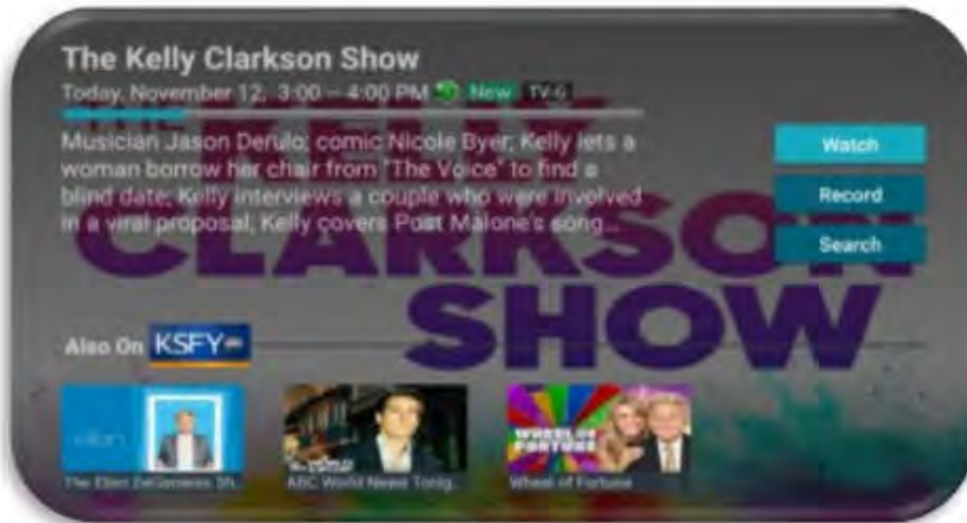 The Kelly Clarkson Show
Today, November 12, 3:00 – 4:00 PM New TV-G
Musician Jason Derulo; comic Nicole Byer; Kelly lets a
woman borrow her chair from "The Voice" to find a
blind date; Kelly interviews a couple who were involved
in a viral proposal; Kelly covers Post Malone's song...
Watch
Record
Search
THE
KELLY
CLARKSON
SHOW
Also On KSFY
ellen
WHEEL OF
FORTUNE
The Ellen DeGeneres Sh..
ABC World News Tonig..
Wheel of Fortune